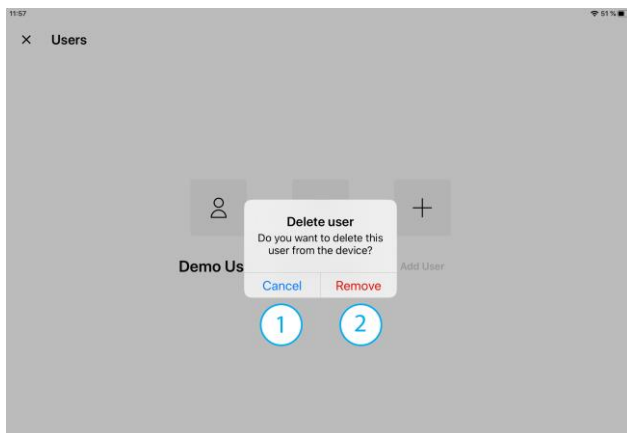 11:57
51 %
× Users
Delete user
Do you want to delete this
user from the device?
Demo Us
Add User
Cancel Remove
1 2